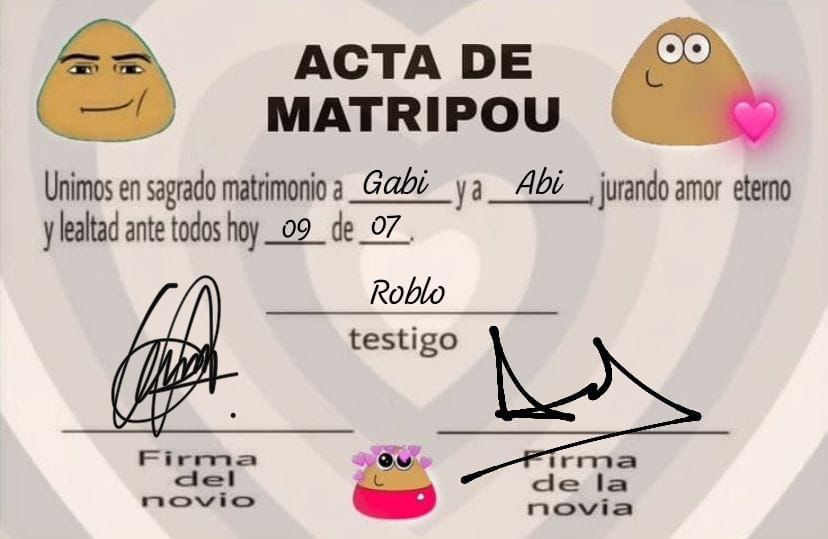 ACTA DE
MATRIPOU
Unimos en sagrado matrimonio a Gabi y a Abi, jurando amor eterno
y lealtad ante todos hoy 09 de 07.
Roblo
testigo
Firma
del
novio
Firma
de la
novia